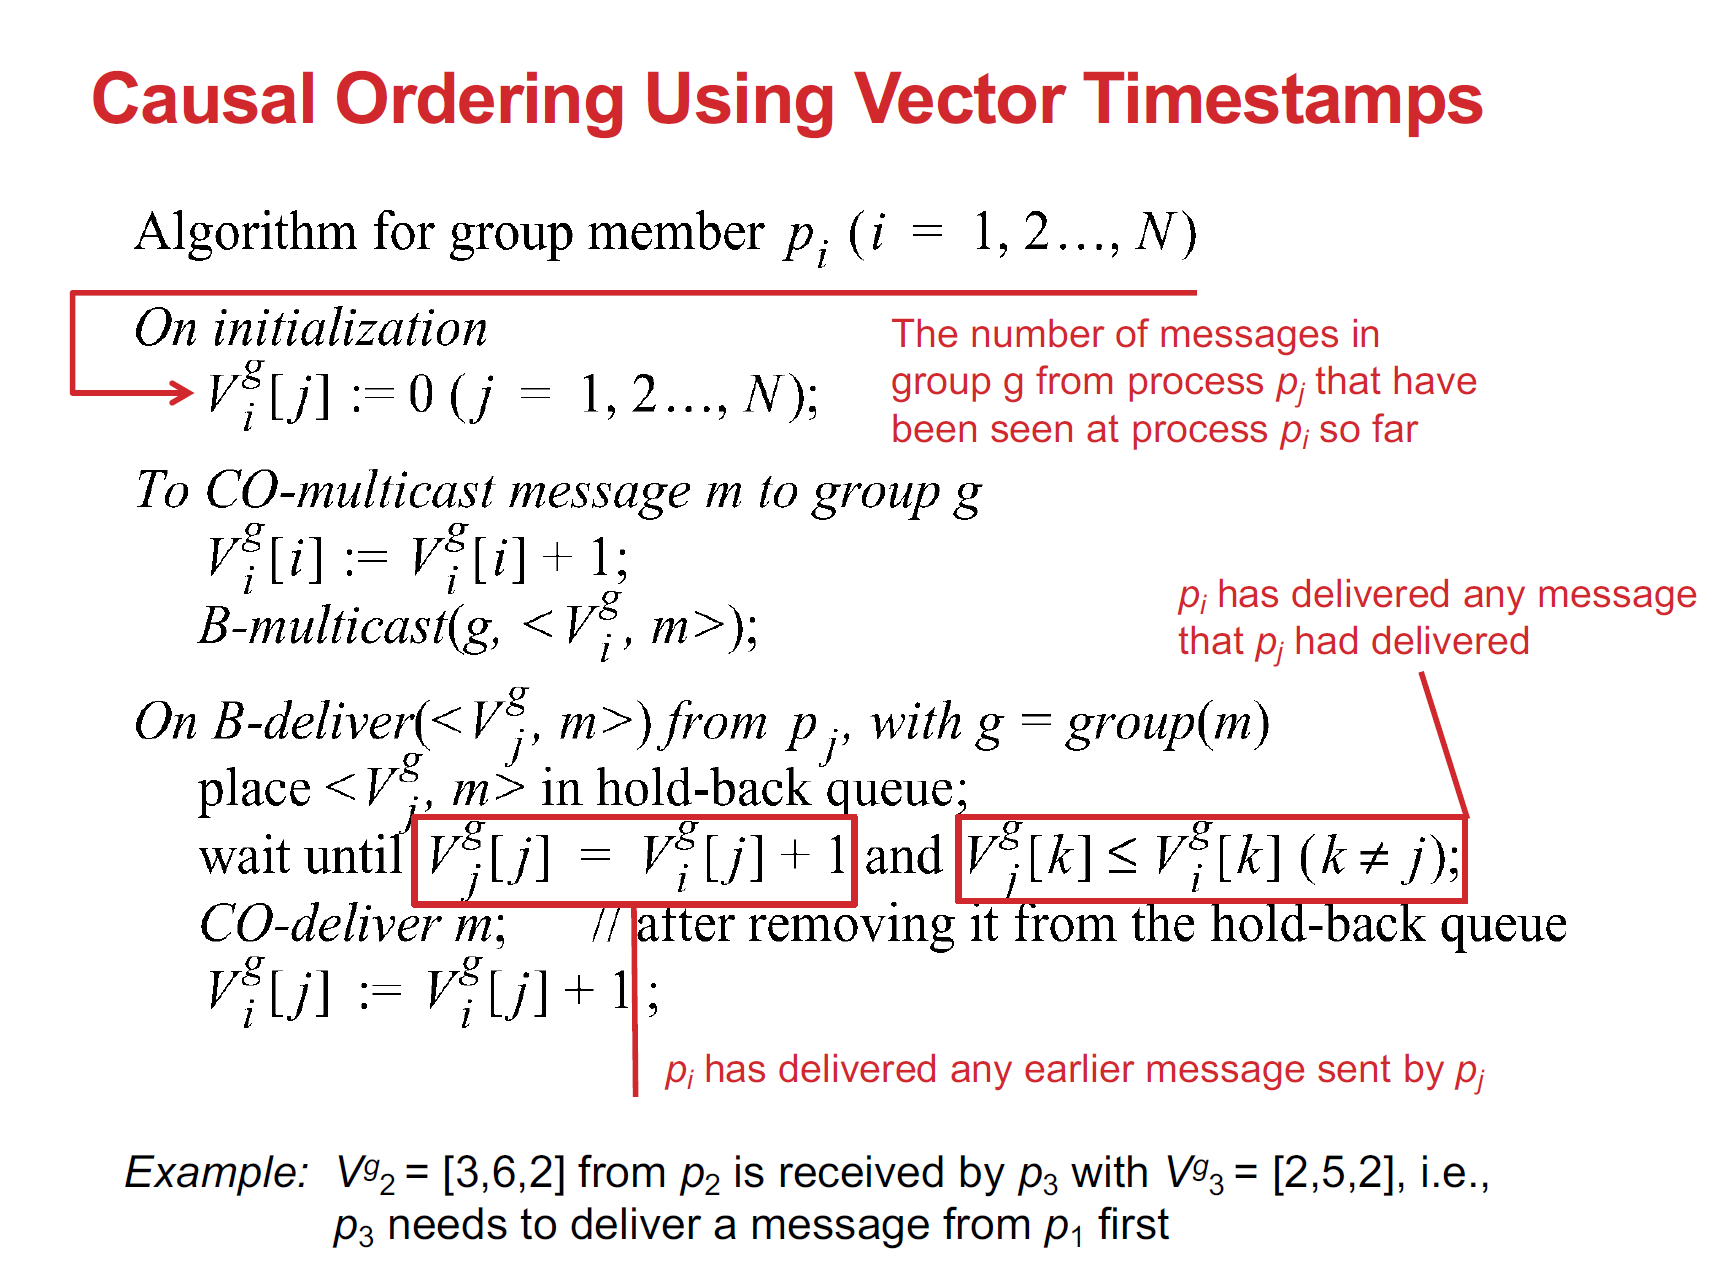 Causal Ordering Using Vector Timestamps
Algorithm for group member p_i (i = 1, 2…, N)
On initialization
V_i^g[j] := 0 (j = 1, 2…, N);
The number of messages in
group g from process p_j that have
been seen at process p_i so far
To CO-multicast message m to group g
V_i^g[i] := V_i^g[i] + 1;
B-multicast(g, <V_i^g, m>);
p_i has delivered any message
that p_j had delivered
On B-deliver(<V_j^g, m>) from p_j, with g = group(m)
place <V_j^g, m> in hold-back queue;
wait until V_j^g[j] = V_i^g[j] + 1 and V_j^g[k] ≤ V_i^g[k] (k ≠ j);
CO-deliver m; // after removing it from the hold-back queue
V_i^g[j] := V_i^g[j] + 1 ;
p_i has delivered any earlier message sent by p_j
Example: V^g_2 = [3,6,2] from p_2 is received by p_3 with V^g_3 = [2,5,2], i.e.,
p_3 needs to deliver a message from p_1 first